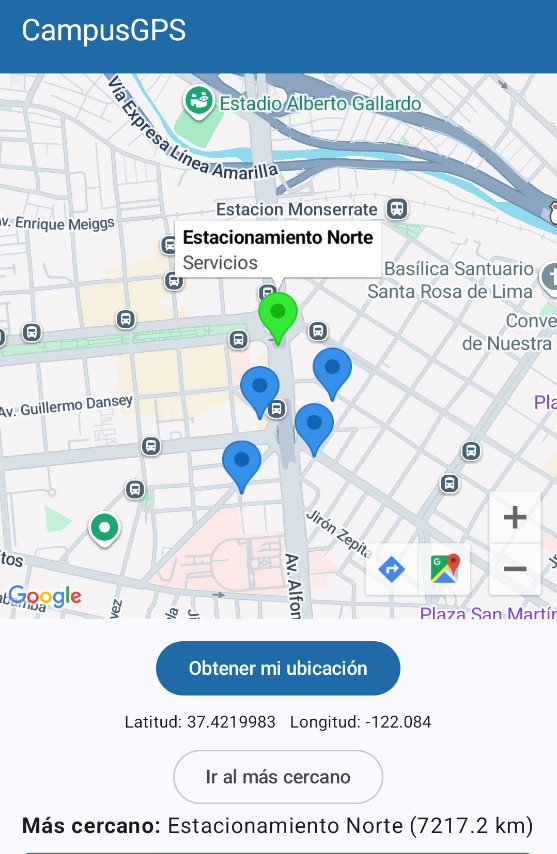 CampusGPS
Estadio Alberto Gallardo
Vía Expresa Línea Amarilla
Estacion Monserrate
Av. Enrique Meiggs
Estacionamiento Norte
Servicios
Basílica Santuario
Santa Rosa de Lima
Conve
de Nuestra
Pla
Av. Guillermo Dansey
Jirón Zepita
Av. Alfon
Google
Plaza San Martín
Obtener mi ubicación
Latitud: 37.4219983 Longitud: -122.084
Ir al más cercano
Más cercano: Estacionamiento Norte (7217.2 km)